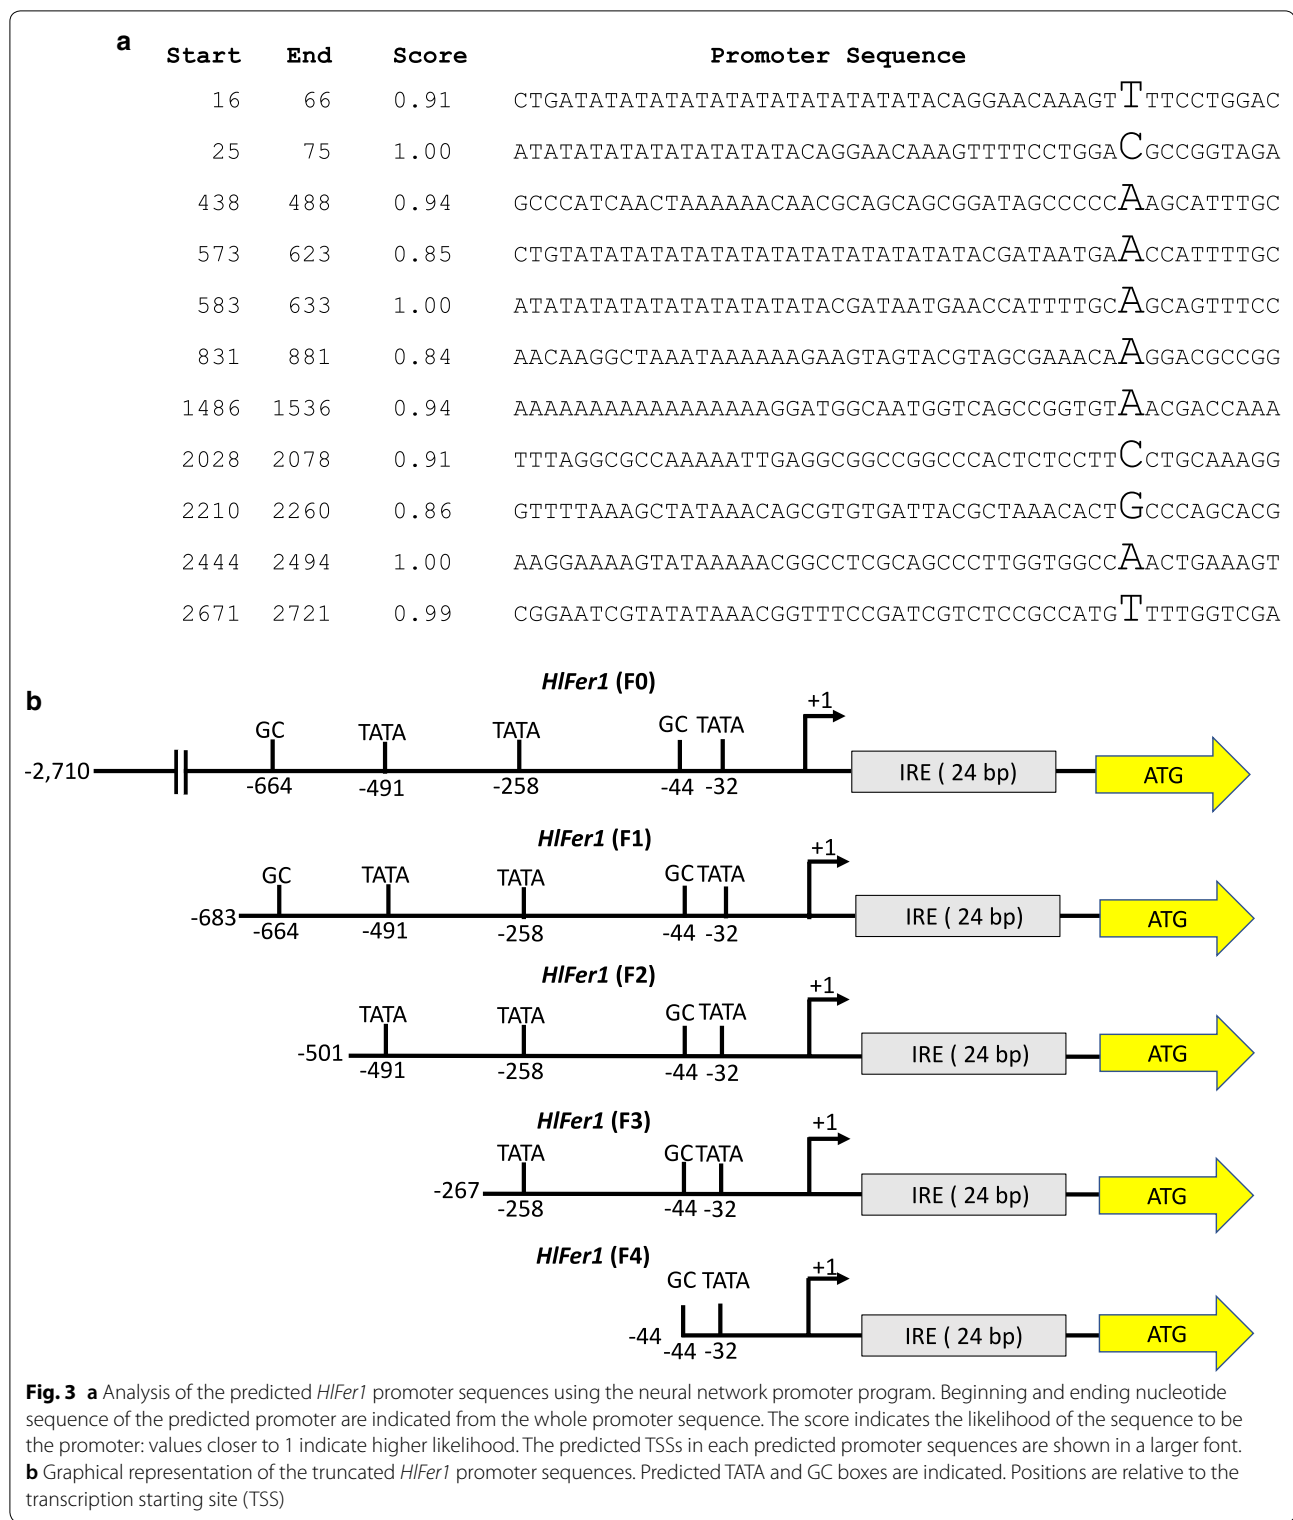 a
Start End Score Promoter Sequence
16 66 0.91 CTGATATATATATATATATATATATATATACAGGAACAAAGTTTTCCTGGAC
25 75 1.00 ATATATATATATATATATACAGGAACAAAGTTTTCCTGGACGCCGGTAGA
438 488 0.94 GCCCATCAACTAAAAAACAACGCAGCAGCGGATAGCCCCCAAGCATTTGC
573 623 0.85 CTGTATATATATATATATATATATATATATACGATAATGAACCATTTTGC
583 633 1.00 ATATATATATATATATATATACGATAATGAACCATTTTGCAGCAGTTTCC
831 881 0.84 AACAAGGCTAAATAAAAAAGAAGTAGTACGTAGCGAAACAAGGACGCCGG
1486 1536 0.94 AAAAAAAAAAAAAAAAAGGATGGCAATGGTCAGCCGGTGTAACGACCAAA
2028 2078 0.91 TTTAGGCGCCAAAAATTGAGGCGGCCGGCCCACTCTCCTTCCTGCAAAGG
2210 2260 0.86 GTTTTAAAGCTATAAACAGCGTGTGATTACGCTAAACACTGCCCAGCACG
2444 2494 1.00 AAGGAAAAGTATAAAAACGGCCTCGCAGCCCTTGGTGGCCAACTGAAAGT
2671 2721 0.99 CGGAATCGTATATAAACGGTTTCCGATCGTCTCCGCCATGTTTTGGTCGA
b
HlFer1 (F0)
GC TATA TATA GC TATA +1
-2,710 IRE ( 24 bp) ATG
-664 -491 -258 -44 -32
HlFer1 (F1)
GC TATA TATA GC TATA +1
-683 IRE ( 24 bp) ATG
-664 -491 -258 -44 -32
HlFer1 (F2)
TATA TATA GC TATA +1
-501 IRE ( 24 bp) ATG
-491 -258 -44 -32
HlFer1 (F3)
TATA GC TATA +1
-267 IRE ( 24 bp) ATG
-258 -44 -32
HlFer1 (F4)
GC TATA +1
-44 IRE ( 24 bp) ATG
-44 -32
Fig. 3 a Analysis of the predicted HlFer1 promoter sequences using the neural network promoter program. Beginning and ending nucleotide
sequence of the predicted promoter are indicated from the whole promoter sequence. The score indicates the likelihood of the sequence to be
the promoter: values closer to 1 indicate higher likelihood. The predicted TSSs in each predicted promoter sequences are shown in a larger font.
b Graphical representation of the truncated HlFer1 promoter sequences. Predicted TATA and GC boxes are indicated. Positions are relative to the
transcription starting site (TSS)